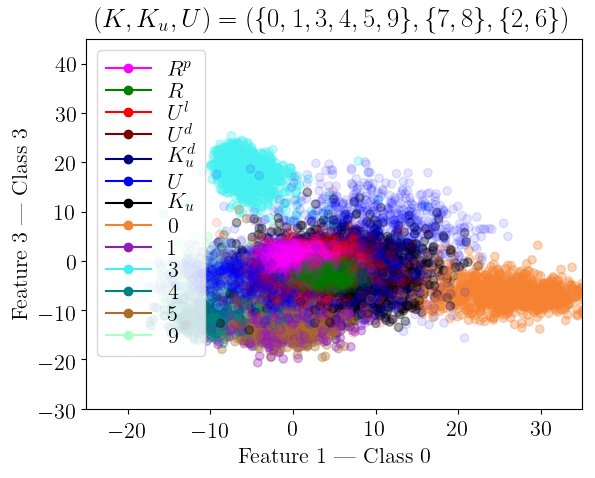 (K, K_u, U) = ({0, 1, 3, 4, 5, 9}, {7, 8}, {2, 6})
40
30
20
10
0
−10
−20
−30
Feature 3 — Class 3
R^p
R
U^l
U^d
K_u^d
U
K_u
0
1
3
4
5
9
−20 −10 0 10 20 30
Feature 1 — Class 0